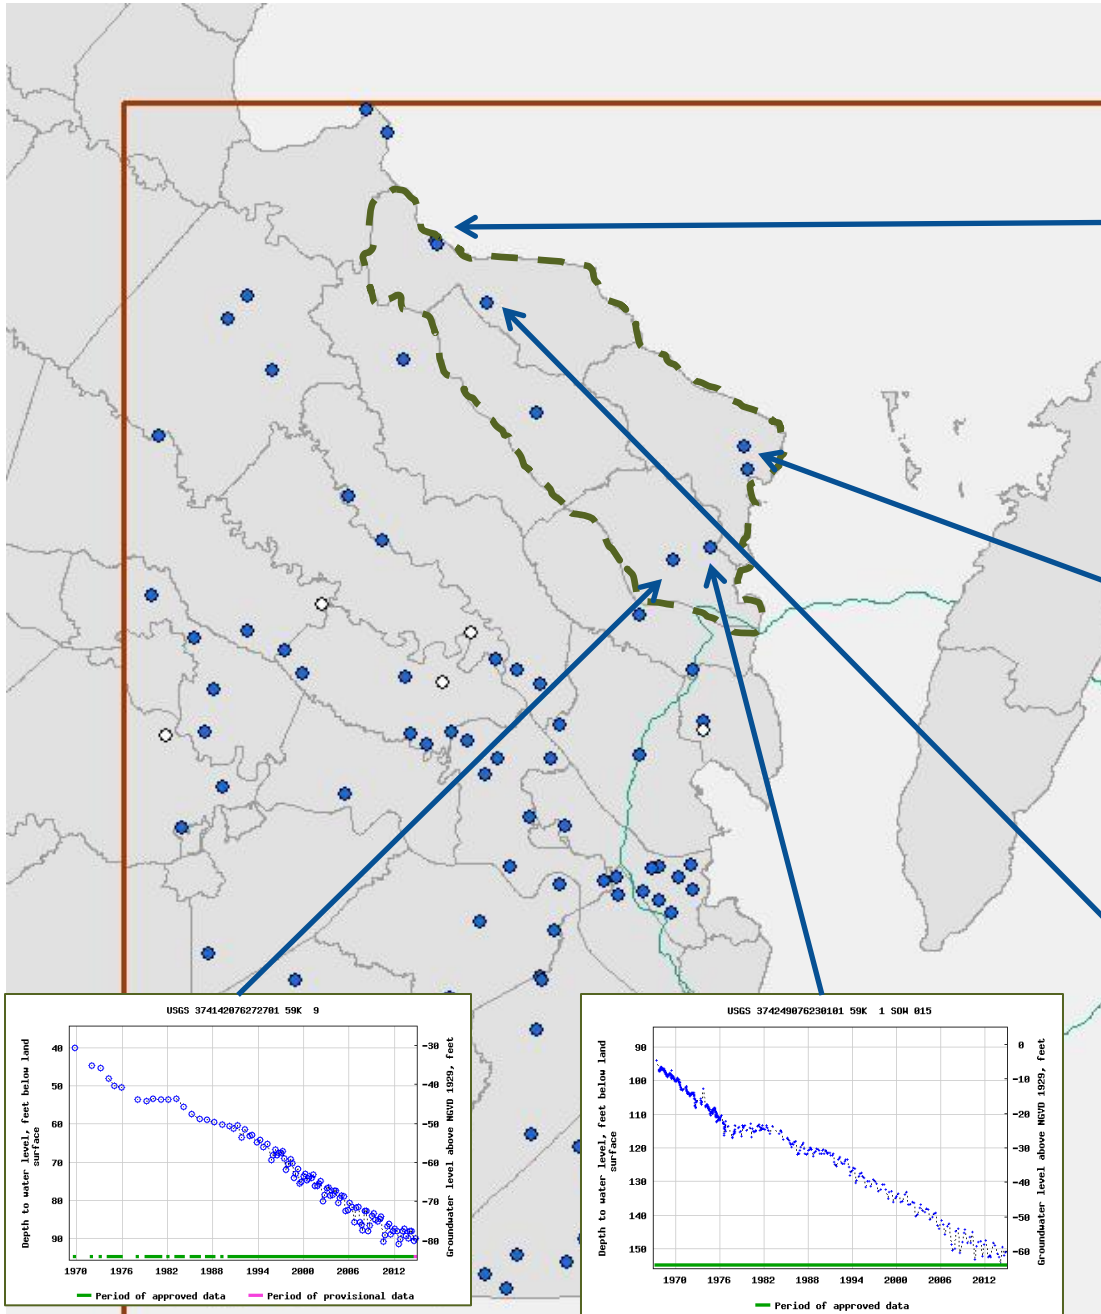 USGS 374142076272701 59K 9
Depth to water level, feet below land
surface
40
50
60
70
80
90
-30
-40
-50
-60
-70
-80
Groundwater level above NGVD 1929, feet
1970 1976 1982 1988 1994 2000 2006 2012
Period of approved data Period of provisional data
USGS 374249076230101 59K 1 SOW 015
Depth to water level, feet below land
surface
90
100
110
120
130
140
150
0
-10
-20
-30
-40
-50
-60
Groundwater level above NGVD 1929, feet
1970 1976 1982 1988 1994 2000 2006 2012
Period of approved data